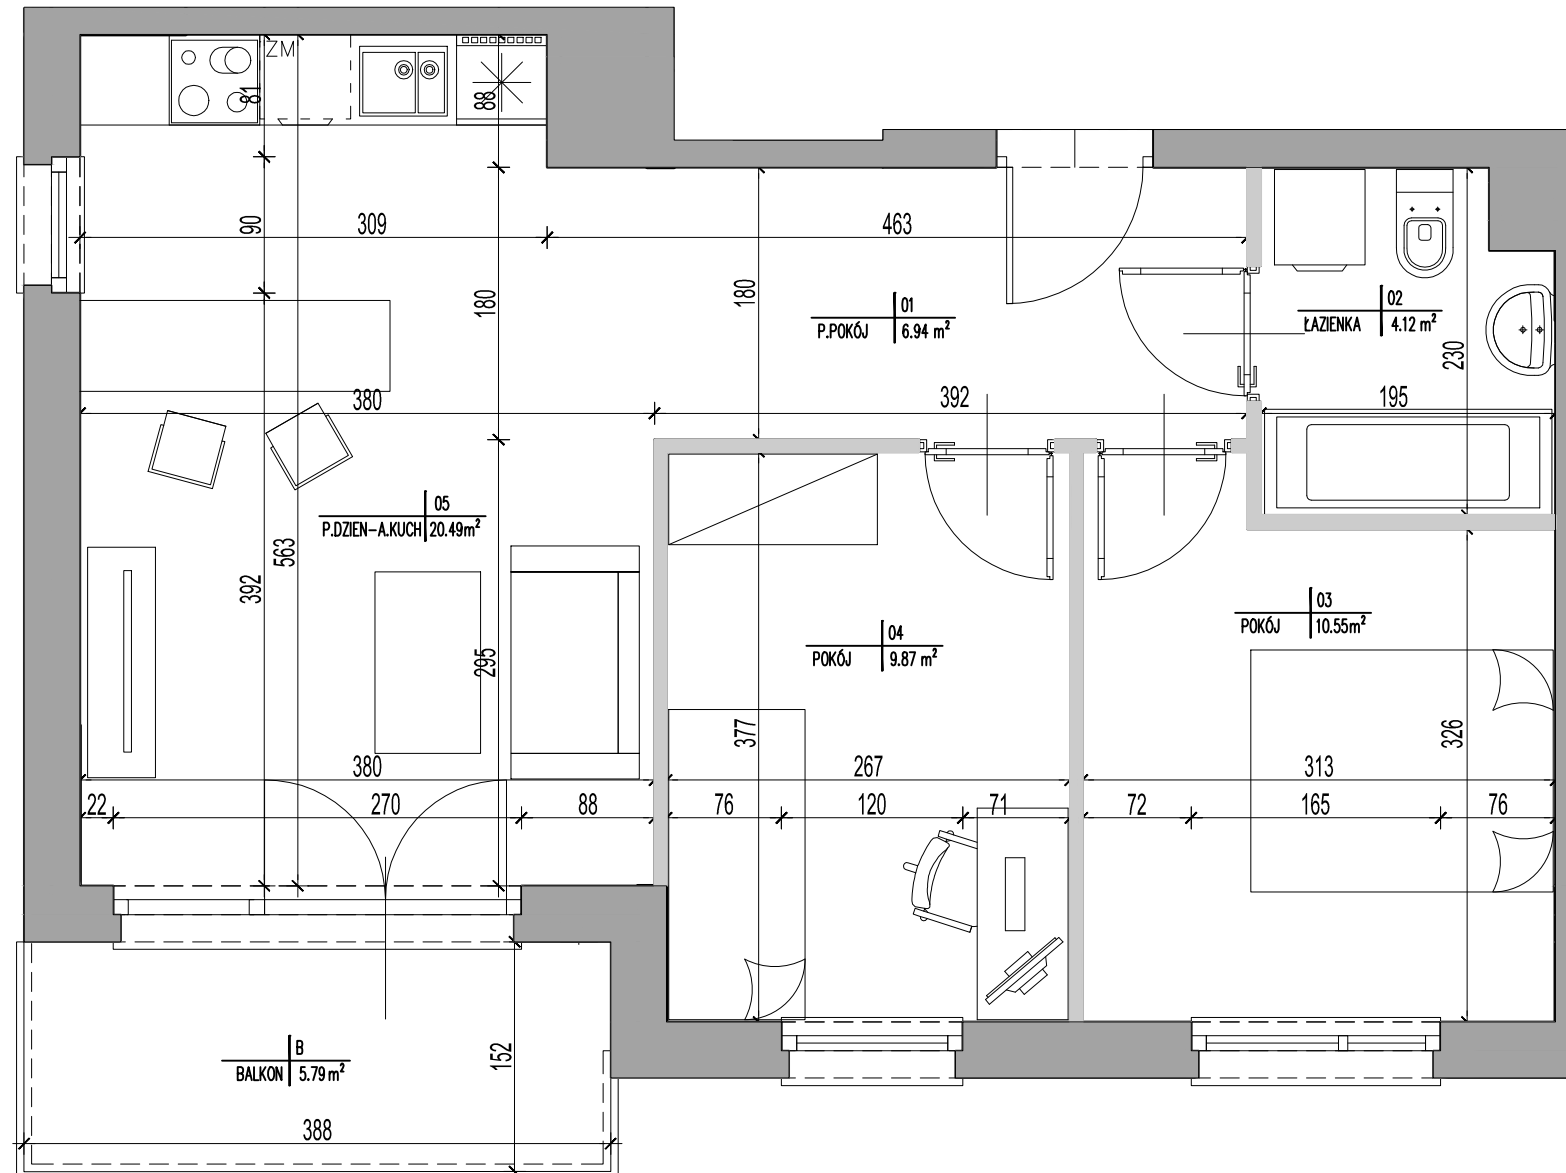 ZM
81
88
90
309
463
180
180
01
P.POKÓJ
6.94 m²
02
ŁAZIENKA
4.12 m²
230
380
392
195
05
P.DZIEN-A.KUCH
20.49m²
563
392
295
04
POKÓJ
9.87 m²
03
POKÓJ
10.55m²
377
326
380
267
313
22
270
88
76
120
71
72
165
76
B
BALKON
5.79 m²
152
388